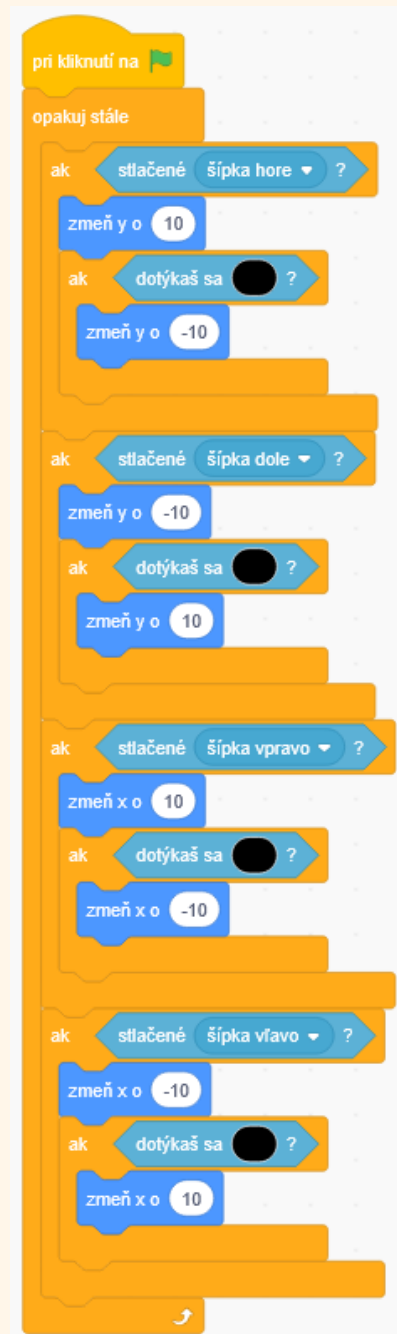 pri kliknutí na
opakuj stále
ak stlačené šípka hore ?
zmeň y o 10
ak dotýkaš sa ?
zmeň y o -10
ak stlačené šípka dole ?
zmeň y o -10
ak dotýkaš sa ?
zmeň y o 10
ak stlačené šípka vpravo ?
zmeň x o 10
ak dotýkaš sa ?
zmeň x o -10
ak stlačené šípka vľavo ?
zmeň x o -10
ak dotýkaš sa ?
zmeň x o 10